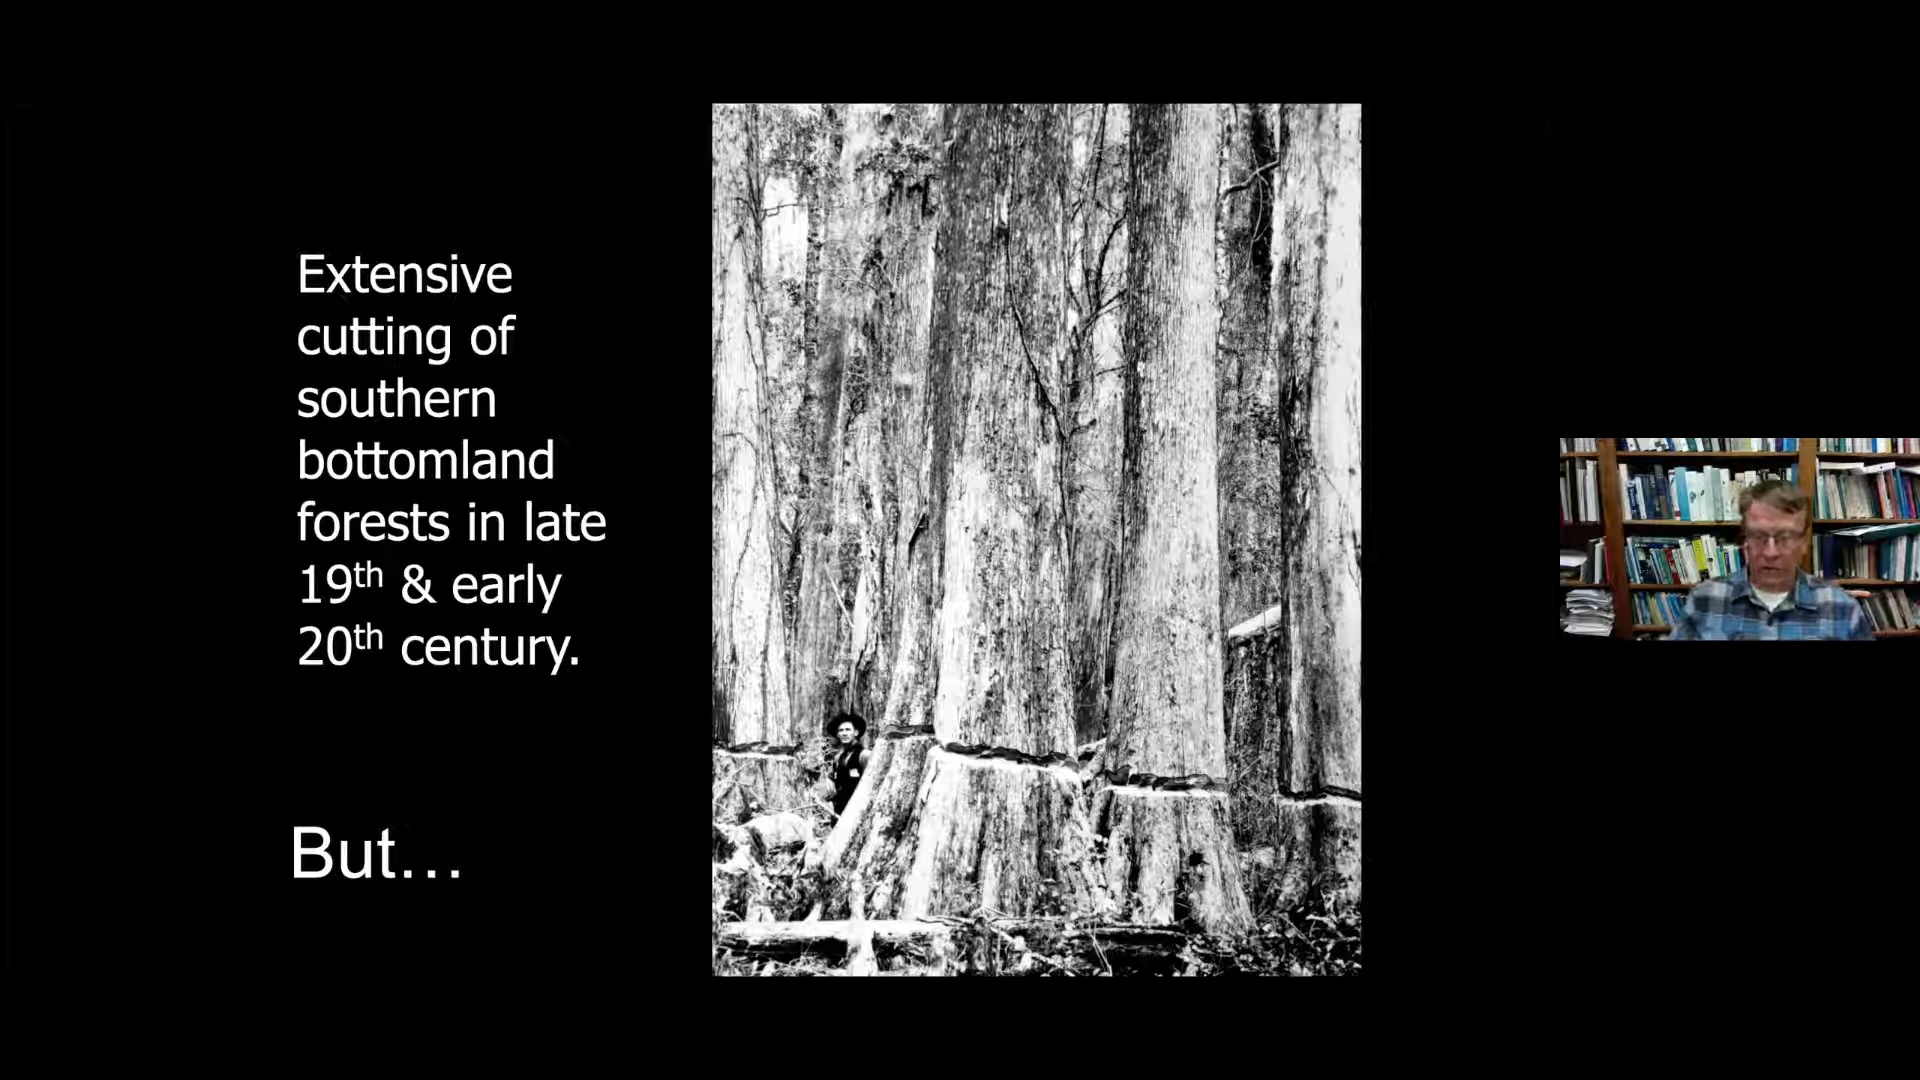 Extensive
cutting of
southern
bottomland
forests in late
19th & early
20th century.
But...